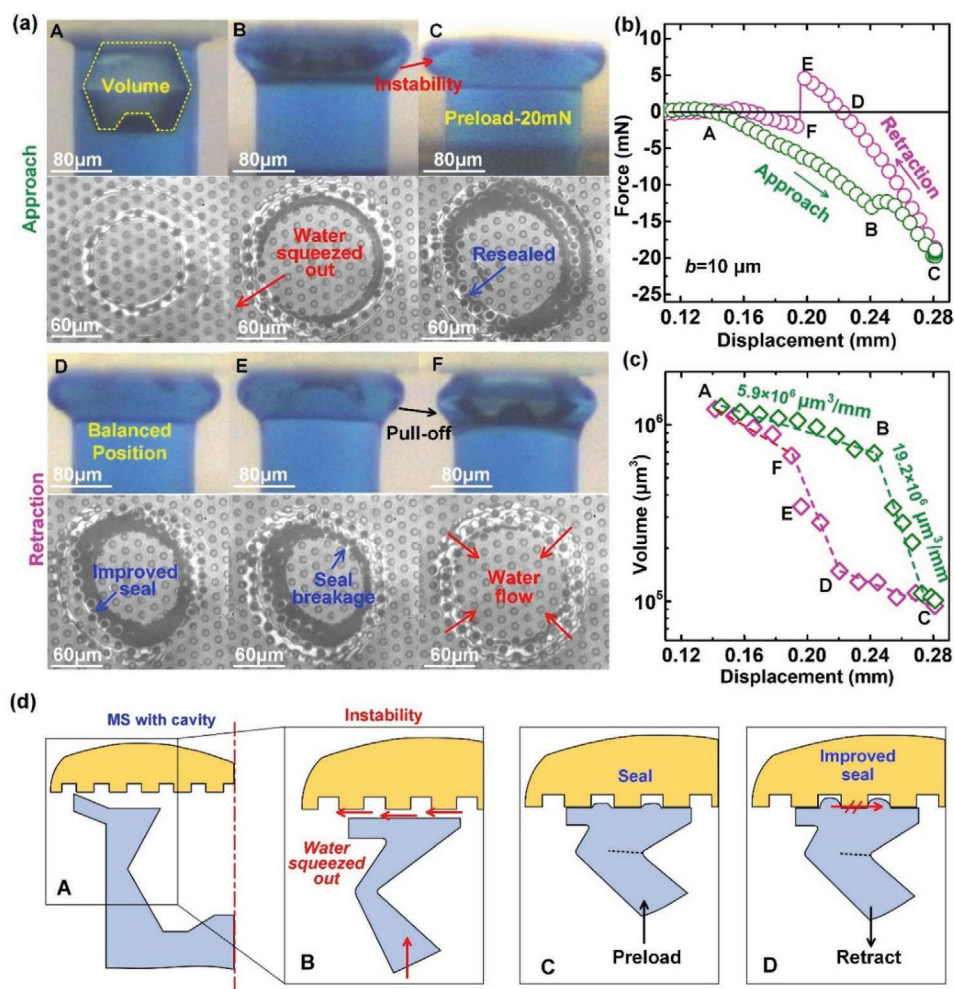 (a)
A
B
C
Volume
Instability
Preload-20mN
80μm
80μm
80μm
Approach
Water
squeezed
out
Resealed
60μm
60μm
60μm
D
E
F
Balanced
Position
Pull-off
80μm
80μm
80μm
Retraction
Improved
seal
Seal
breakage
Water
flow
60μm
60μm
60μm
(b)
10
5
0
-5
-10
-15
-20
-25
Force (mN)
E
D
A
F
Retraction
Approach
B
C
b=10 μm
0.12 0.16 0.20 0.24 0.28
Displacement (mm)
(c)
A
5.9×10⁶ μm³/mm
B
10⁶
19.2×10⁶ μm³/mm
F
E
D
C
10⁵
Volume (μm³)
0.12 0.16 0.20 0.24 0.28
Displacement (mm)
(d)
MS with cavity
A
Instability
Water
squeezed
out
B
Seal
Preload
C
Improved
seal
Retract
D